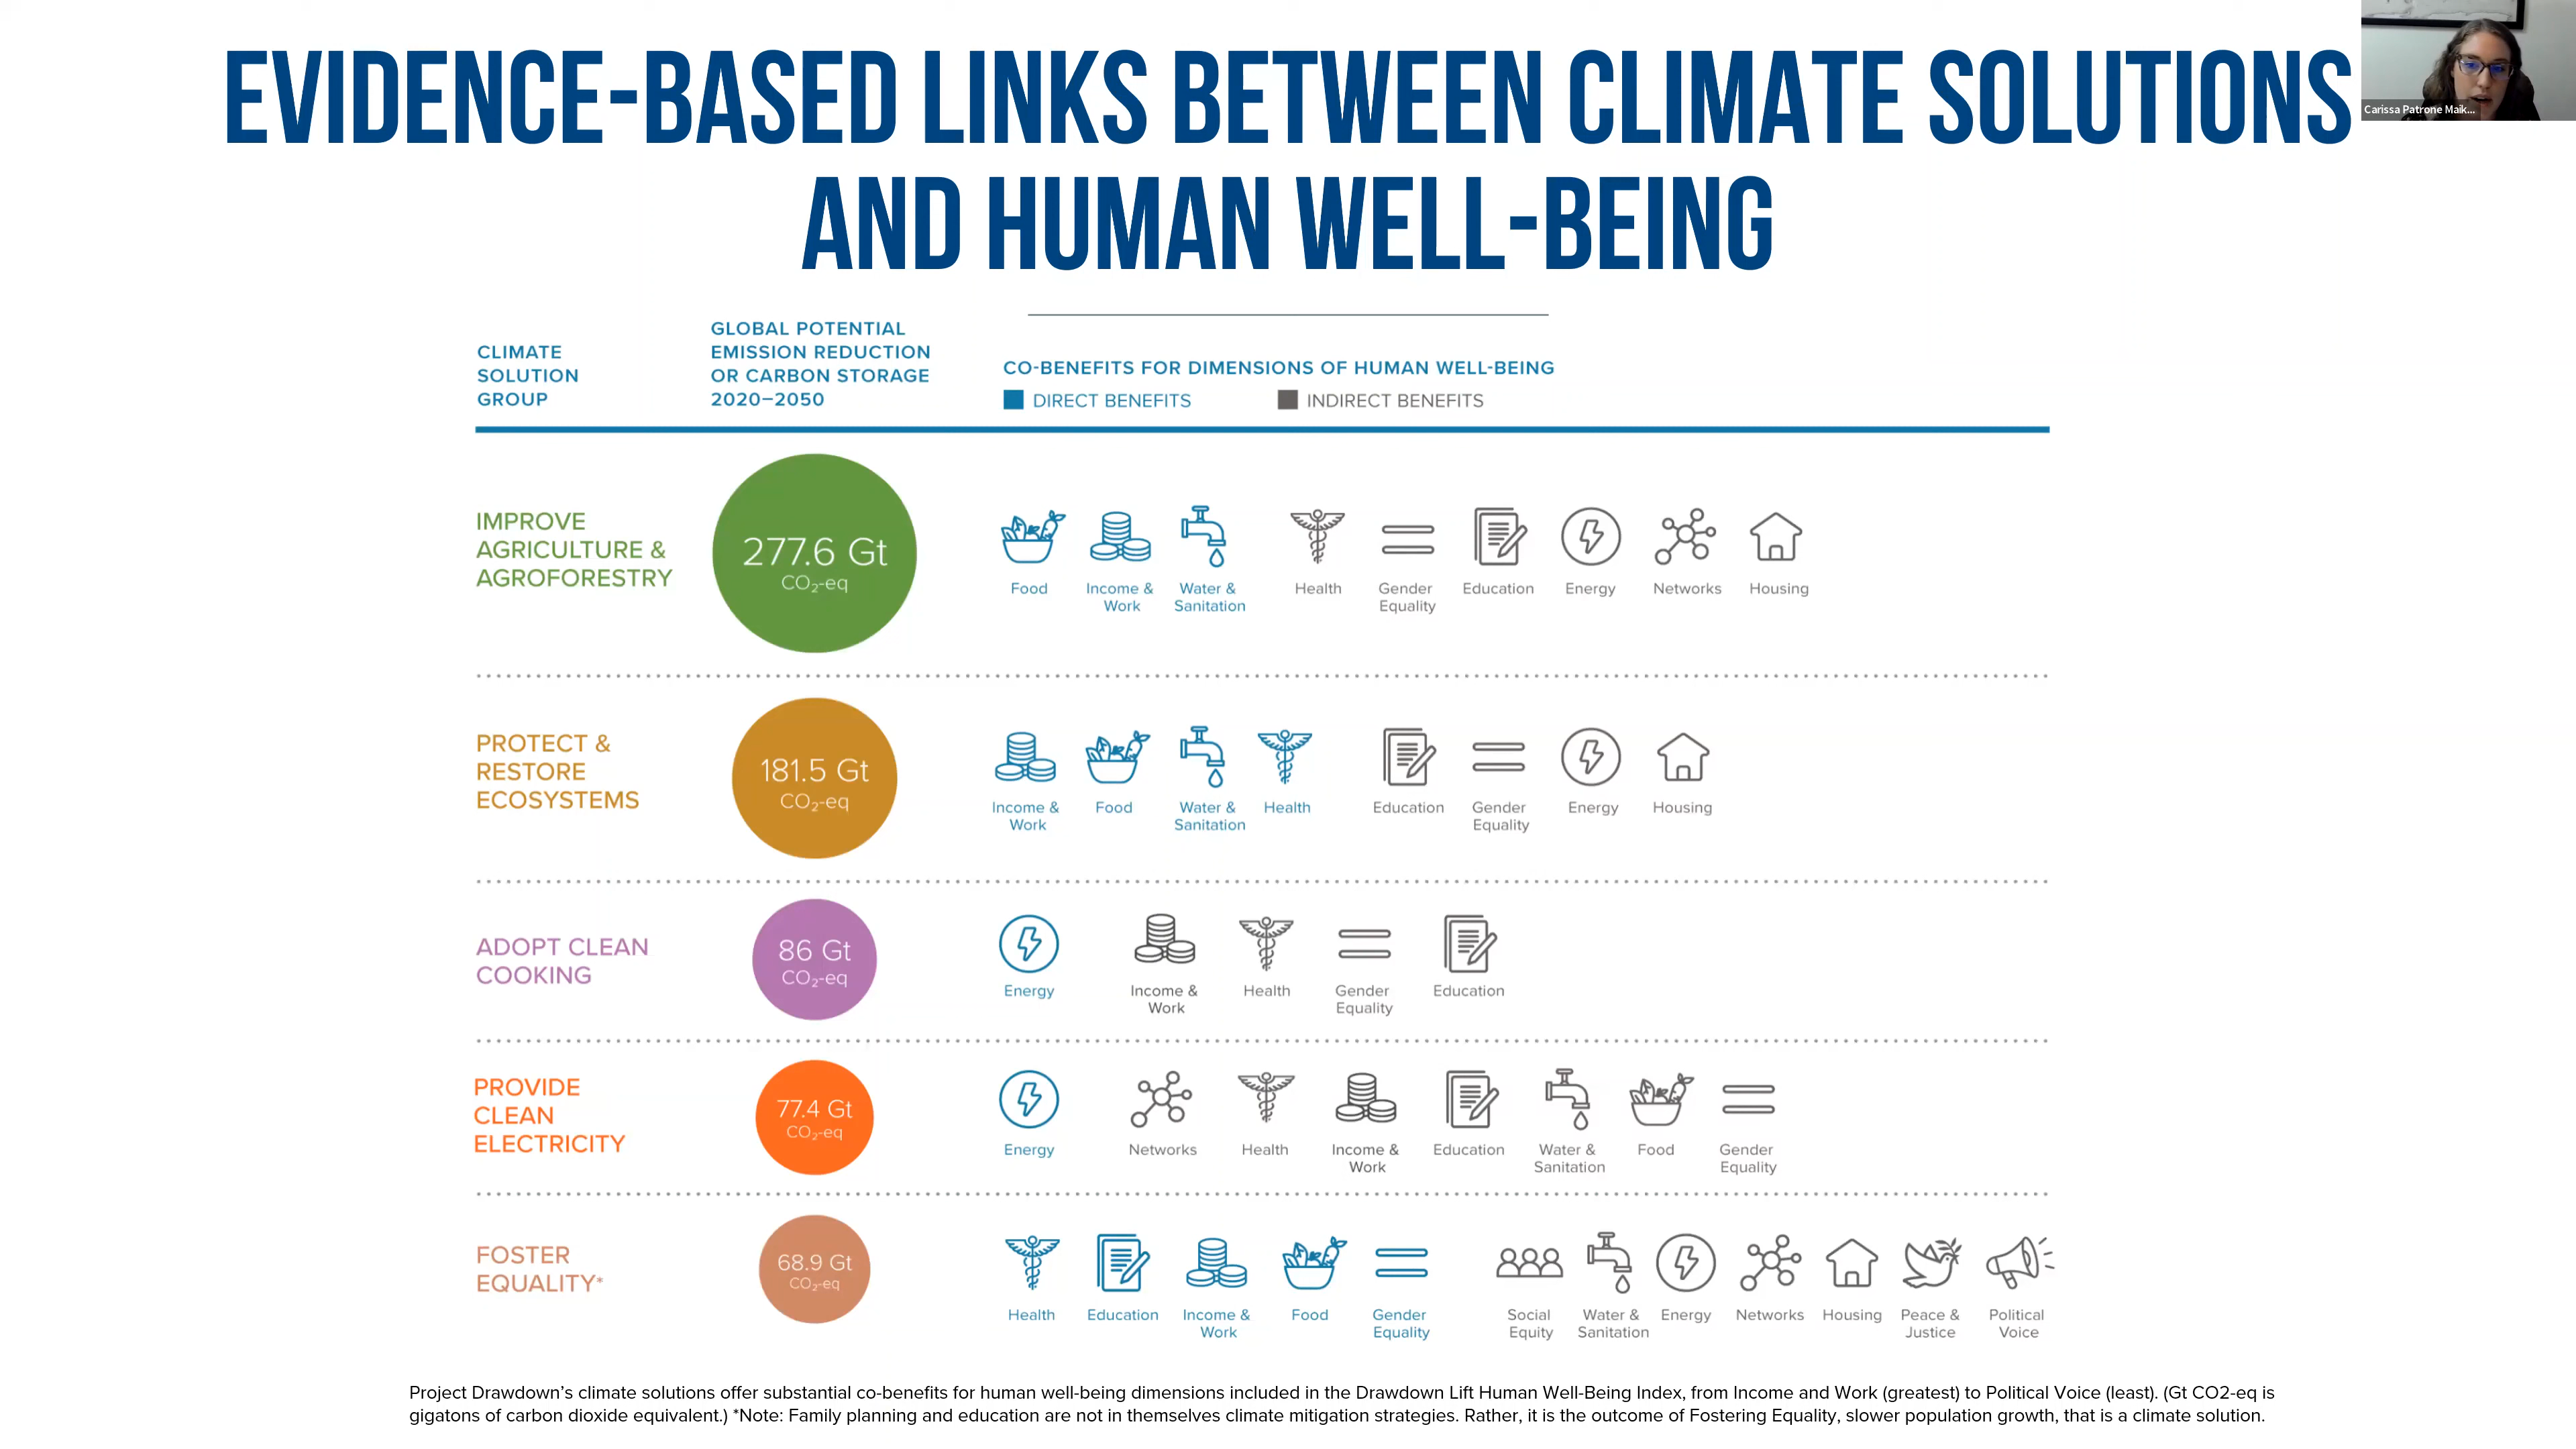 EVIDENCE-BASED LINKS BETWEEN CLIMATE SOLUTIONS
AND HUMAN WELL-BEING
Carissa Patrone Maik...
CLIMATE
SOLUTION
GROUP
GLOBAL POTENTIAL
EMISSION REDUCTION
OR CARBON STORAGE
2020–2050
CO-BENEFITS FOR DIMENSIONS OF HUMAN WELL-BEING
DIRECT BENEFITS
INDIRECT BENEFITS
IMPROVE
AGRICULTURE &
AGROFORESTRY
277.6 Gt
CO₂-eq
Food
Income &
Work
Water &
Sanitation
Health
Gender
Equality
Education
Energy
Networks
Housing
PROTECT &
RESTORE
ECOSYSTEMS
181.5 Gt
CO₂-eq
Income &
Work
Food
Water &
Sanitation
Health
Education
Gender
Equality
Energy
Housing
ADOPT CLEAN
COOKING
86 Gt
CO₂-eq
Energy
Income &
Work
Health
Gender
Equality
Education
PROVIDE
CLEAN
ELECTRICITY
77.4 Gt
CO₂-eq
Energy
Networks
Health
Income &
Work
Education
Water &
Sanitation
Food
Gender
Equality
FOSTER
EQUALITY*
68.9 Gt
CO₂-eq
Health
Education
Income &
Work
Food
Gender
Equality
Social
Equity
Water &
Sanitation
Energy
Networks
Housing
Peace &
Justice
Political
Voice
Project Drawdown’s climate solutions offer substantial co-benefits for human well-being dimensions included in the Drawdown Lift Human Well-Being Index, from Income and Work (greatest) to Political Voice (least). (Gt CO2-eq is
gigatons of carbon dioxide equivalent.) *Note: Family planning and education are not in themselves climate mitigation strategies. Rather, it is the outcome of Fostering Equality, slower population growth, that is a climate solution.